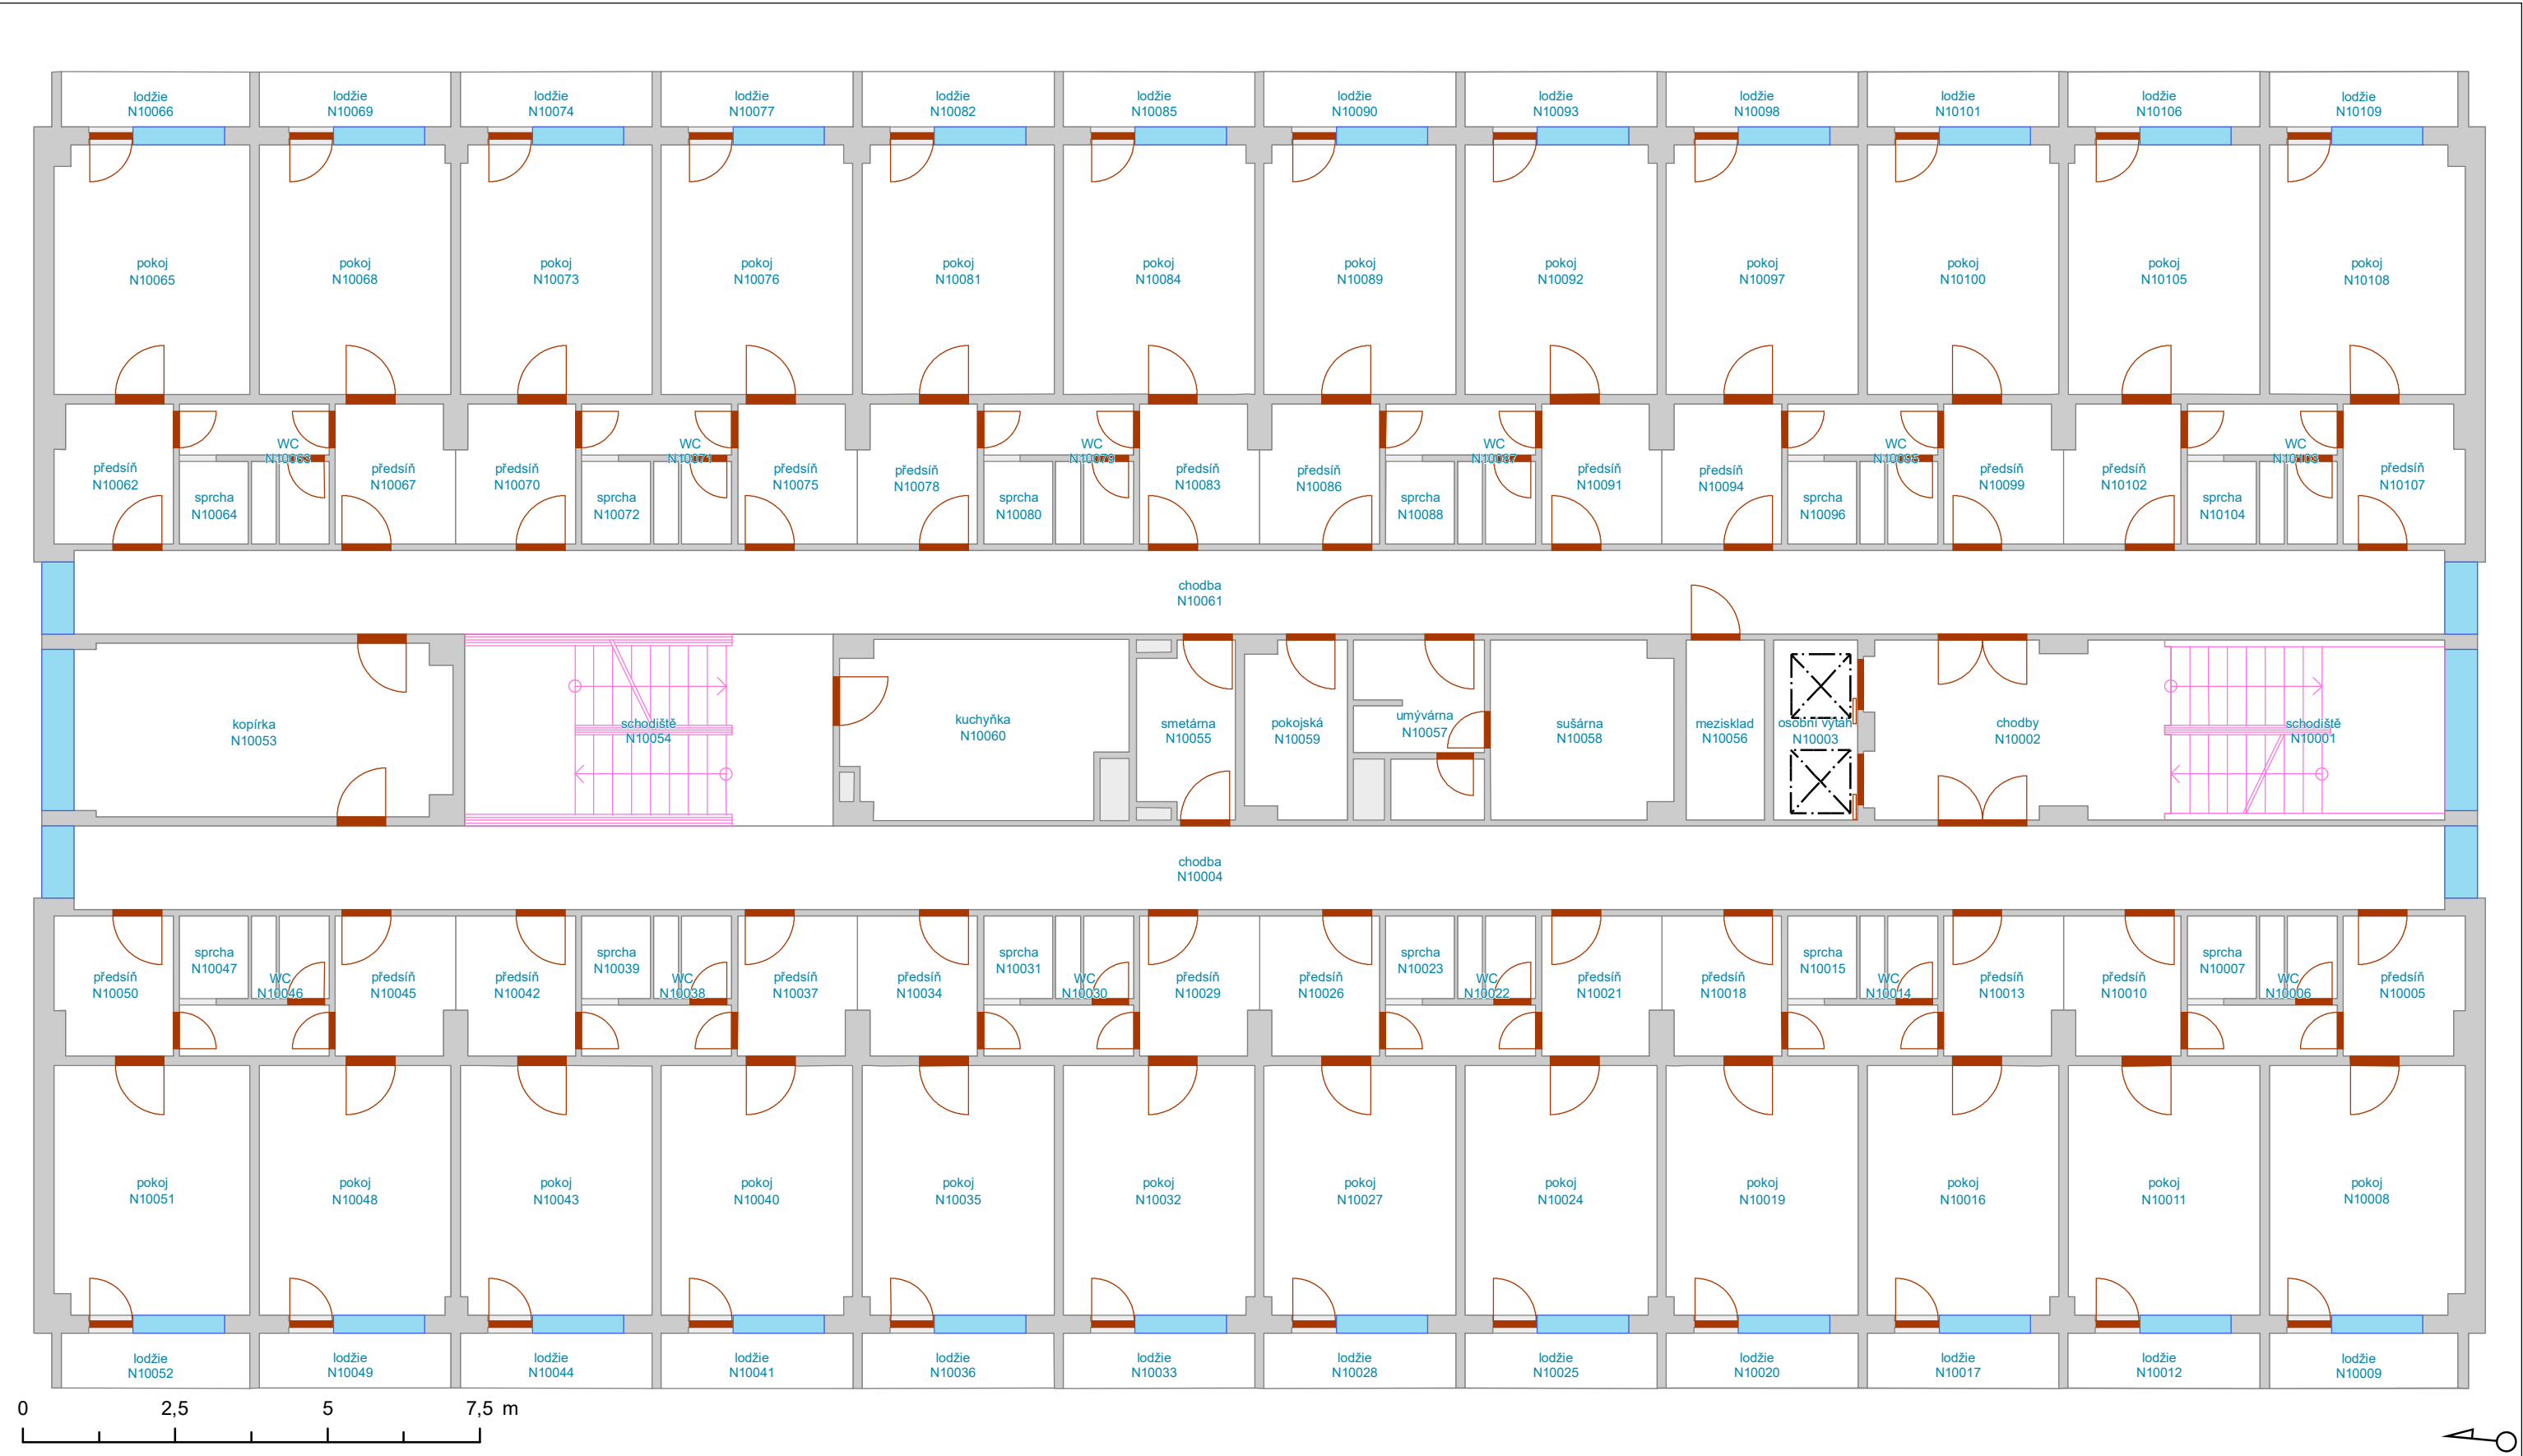 lodžie
N10066
lodžie
N10069
lodžie
N10074
lodžie
N10077
lodžie
N10082
lodžie
N10085
lodžie
N10090
lodžie
N10093
lodžie
N10098
lodžie
N10101
lodžie
N10106
lodžie
N10109
pokoj
N10065
pokoj
N10068
pokoj
N10073
pokoj
N10076
pokoj
N10081
pokoj
N10084
pokoj
N10089
pokoj
N10092
pokoj
N10097
pokoj
N10100
pokoj
N10105
pokoj
N10108
předsíň
N10062
sprcha
N10064
WC
N10063
předsíň
N10067
předsíň
N10070
sprcha
N10072
WC
N10071
předsíň
N10075
předsíň
N10078
sprcha
N10080
WC
N10079
předsíň
N10083
předsíň
N10086
sprcha
N10088
WC
N10087
předsíň
N10091
předsíň
N10094
sprcha
N10096
WC
N10095
předsíň
N10099
předsíň
N10102
sprcha
N10104
WC
N10103
předsíň
N10107
chodba
N10061
kopírka
N10053
schodiště
N10054
kuchyňka
N10060
smetárna
N10055
pokojská
N10059
umývárna
N10057
sušárna
N10058
mezisklad
N10056
osobní výtah
N10003
chodby
N10002
schodiště
N10001
chodba
N10004
předsíň
N10050
sprcha
N10047
WC
N10046
předsíň
N10045
předsíň
N10042
sprcha
N10039
WC
N10038
předsíň
N10037
předsíň
N10034
sprcha
N10031
WC
N10030
předsíň
N10029
předsíň
N10026
sprcha
N10023
WC
N10022
předsíň
N10021
předsíň
N10018
sprcha
N10015
WC
N10014
předsíň
N10013
předsíň
N10010
sprcha
N10007
WC
N10006
předsíň
N10005
pokoj
N10051
pokoj
N10048
pokoj
N10043
pokoj
N10040
pokoj
N10035
pokoj
N10032
pokoj
N10027
pokoj
N10024
pokoj
N10019
pokoj
N10016
pokoj
N10011
pokoj
N10008
lodžie
N10052
lodžie
N10049
lodžie
N10044
lodžie
N10041
lodžie
N10036
lodžie
N10033
lodžie
N10028
lodžie
N10025
lodžie
N10020
lodžie
N10017
lodžie
N10012
lodžie
N10009
0 2,5 5 7,5 m